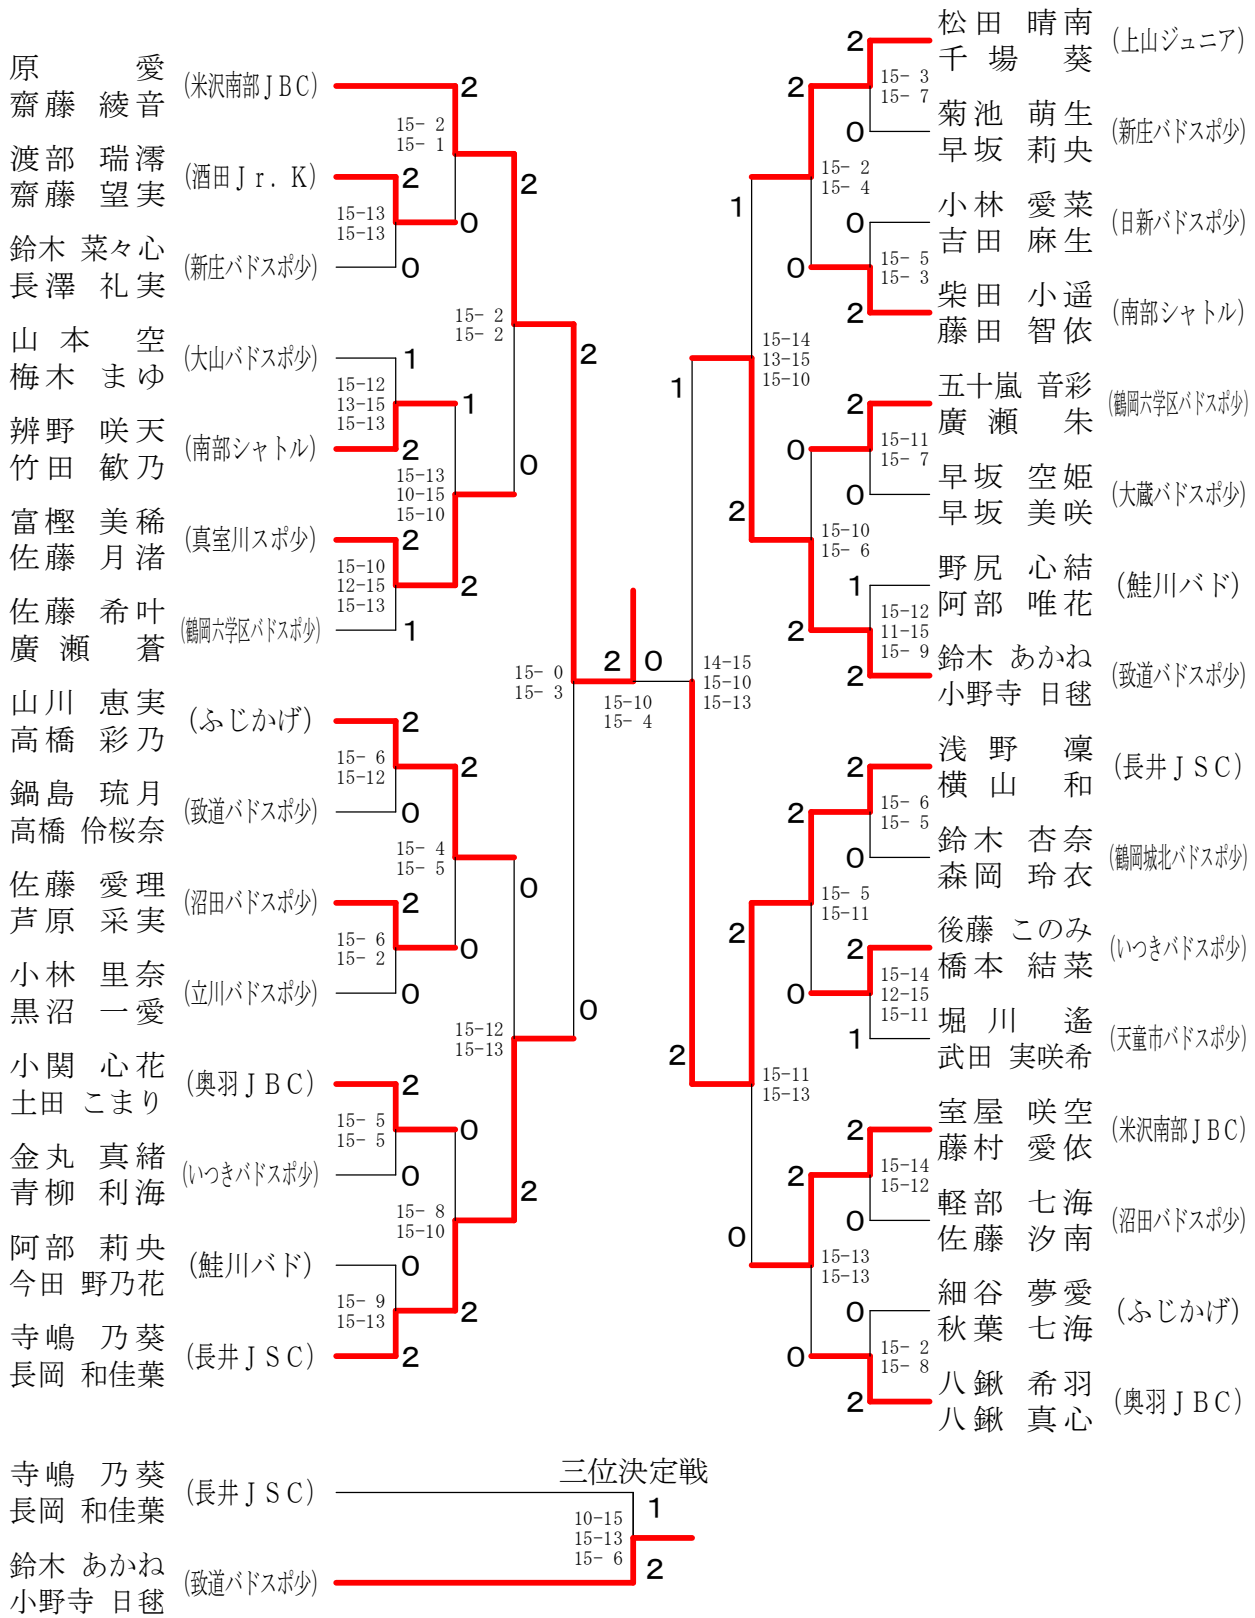 原 愛
齋藤 綾音
(米沢南部JBC)
2
15- 2
15- 1
渡部 瑞澪
齋藤 望実
(酒田Jr.K)
2
15-13
15-13
0
2
鈴木 菜々心
長澤 礼実
(新庄バドスポ少)
0
15- 2
15- 2
山本 空
梅木 まゆ
(大山バドスポ少)
1
15-12
13-15
15-13
1
2
辨野 咲天
竹田 歓乃
(南部シャトル)
2
15-13
10-15
15-10
0
富樫 美稀
佐藤 月渚
(真室川スポ少)
2
15-10
12-15
15-13
2
佐藤 希叶
廣瀬 蒼
(鶴岡六学区バドスポ少)
1
15- 0
15- 3
2
0
15-10
15- 4
山川 恵実
高橋 彩乃
(ふじかげ)
2
15- 6
15-12
2
鍋島 琉月
高橋 伶桜奈
(致道バドスポ少)
0
15- 4
15- 5
0
佐藤 愛理
芦原 采実
(沼田バドスポ少)
2
15- 6
15- 2
0
小林 里奈
黒沼 一愛
(立川バドスポ少)
0
15-12
15-13
0
小関 心花
土田 こまり
(奥羽JBC)
2
15- 5
15- 5
0
金丸 真緒
青柳 利海
(いつきバドスポ少)
0
15- 8
15-10
2
阿部 莉央
今田 野乃花
(鮭川バド)
0
15- 9
15-13
2
寺嶋 乃葵
長岡 和佳葉
(長井JSC)
2
松田 晴南
千場 葵
(上山ジュニア)
2
15- 3
15- 7
2
菊池 萌生
早坂 莉央
(新庄バドスポ少)
0
15- 2
15- 4
1
小林 愛菜
吉田 麻生
(日新バドスポ少)
0
15- 5
15- 3
0
柴田 小遥
藤田 智依
(南部シャトル)
2
15-14
13-15
15-10
1
五十嵐 音彩
廣瀬 朱
(鶴岡六学区バドスポ少)
2
15-11
15- 7
0
早坂 空姫
早坂 美咲
(大蔵バドスポ少)
0
15-10
15- 6
2
野尻 心結
阿部 唯花
(鮭川バド)
1
15-12
11-15
15- 9
2
鈴木 あかね
小野寺 日毬
(致道バドスポ少)
2
14-15
15-10
15-13
浅野 凜
横山 和
(長井JSC)
2
15- 6
15- 5
2
鈴木 杏奈
森岡 玲衣
(鶴岡城北バドスポ少)
0
15- 5
15-11
2
後藤 このみ
橋本 結菜
(いつきバドスポ少)
2
15-14
12-15
15-11
0
堀川 遙
武田 実咲希
(天童市バドスポ少)
1
15-11
15-13
2
室屋 咲空
藤村 愛依
(米沢南部JBC)
2
15-14
15-12
2
軽部 七海
佐藤 汐南
(沼田バドスポ少)
0
15-13
15-13
0
細谷 夢愛
秋葉 七海
(ふじかげ)
0
15- 2
15- 8
0
八鍬 希羽
八鍬 真心
(奥羽JBC)
2
三位決定戦
寺嶋 乃葵
長岡 和佳葉
(長井JSC)
1
10-15
15-13
15- 6
鈴木 あかね
小野寺 日毬
(致道バドスポ少)
2